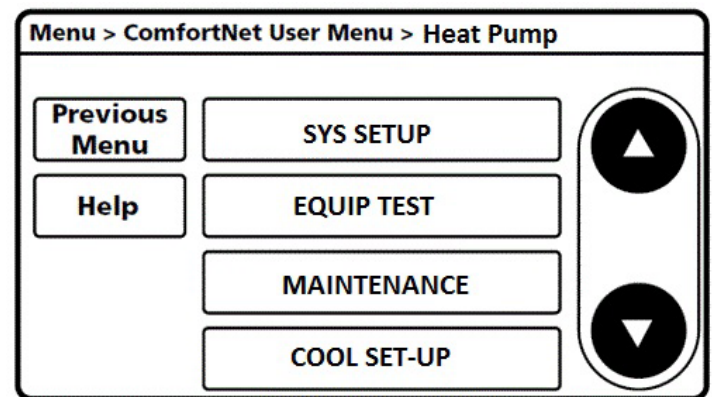 Menu > ComfortNet User Menu > Heat Pump
Previous
Menu
SYS SETUP
Help
EQUIP TEST
MAINTENANCE
COOL SET-UP